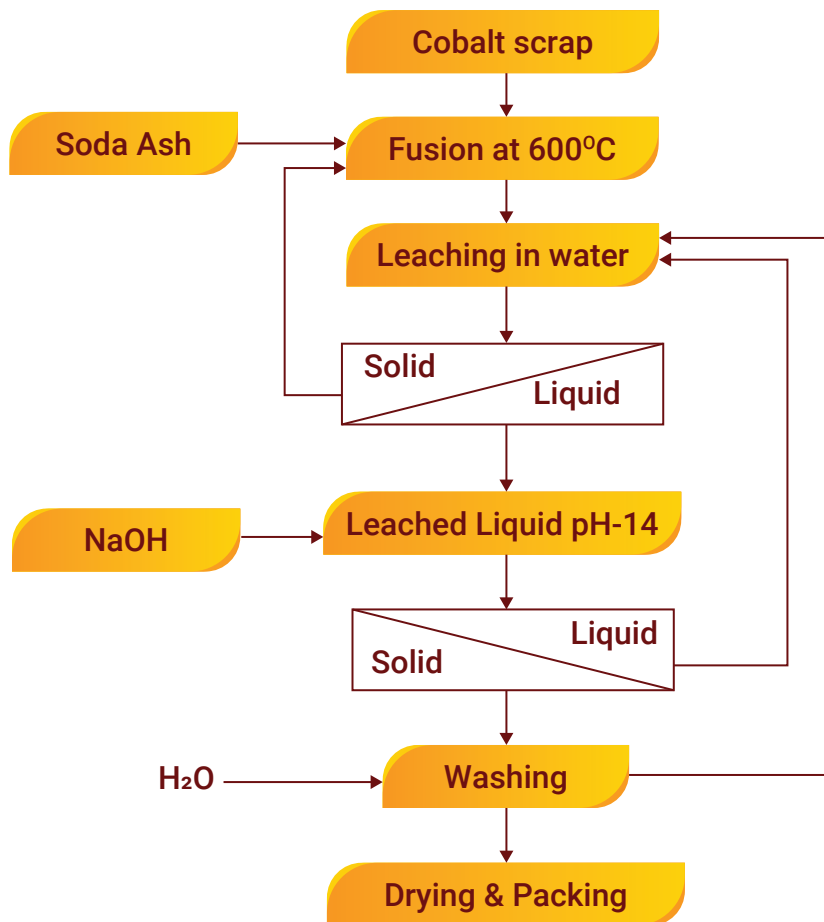 Cobalt scrap
Soda Ash
Fusion at 600⁰C
Leaching in water
Solid
Liquid
NaOH
Leached Liquid pH-14
Liquid
Solid
H₂O
Washing
Drying & Packing